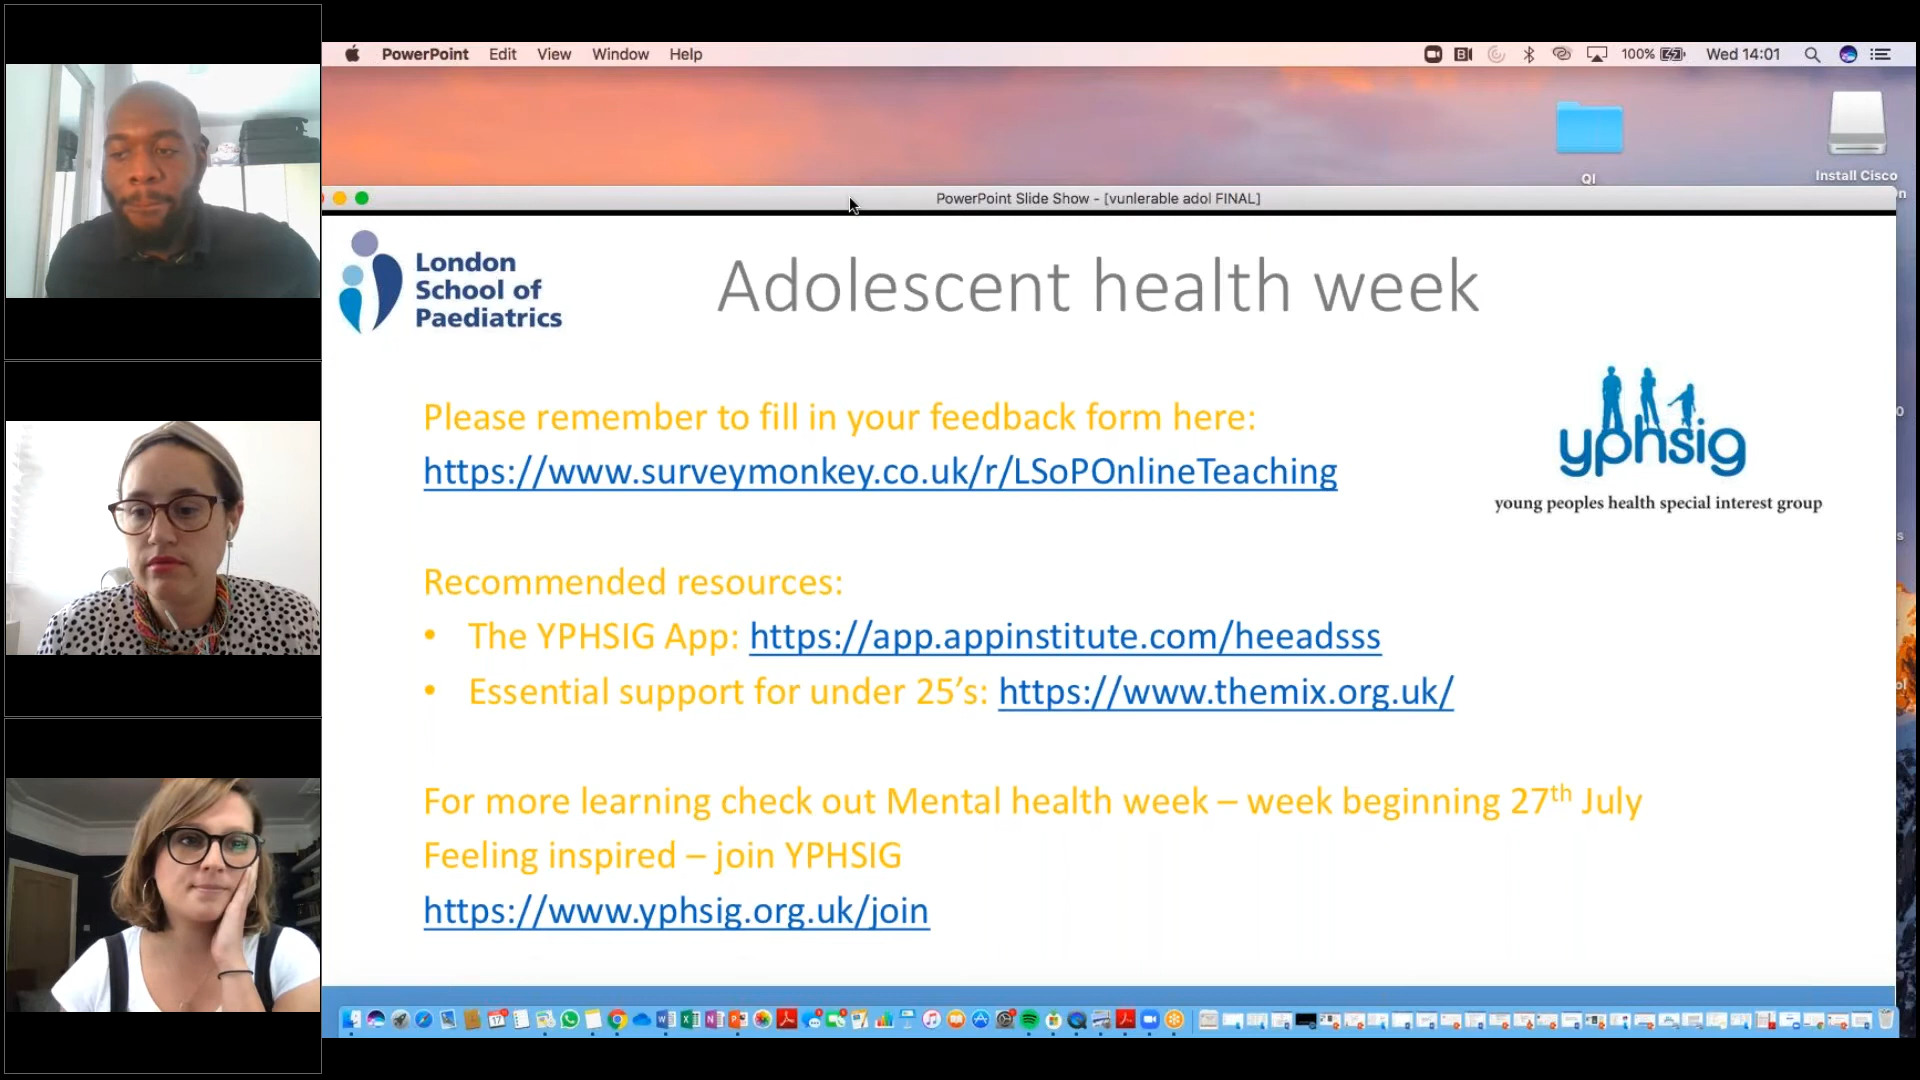 PowerPoint Edit View Window Help 100% Wed 14:01
QI
Install Cisco
PowerPoint Slide Show - [vunlerable adol FINAL]
London
School of
Paediatrics
Adolescent health week
Please remember to fill in your feedback form here:
https://www.surveymonkey.co.uk/r/LSoPOnlineTeaching
yphsig
young peoples health special interest group
Recommended resources:
• The YPHSIG App: https://app.appinstitute.com/heeadsss
• Essential support for under 25’s: https://www.themix.org.uk/
For more learning check out Mental health week – week beginning 27th July
Feeling inspired – join YPHSIG
https://www.yphsig.org.uk/join
17